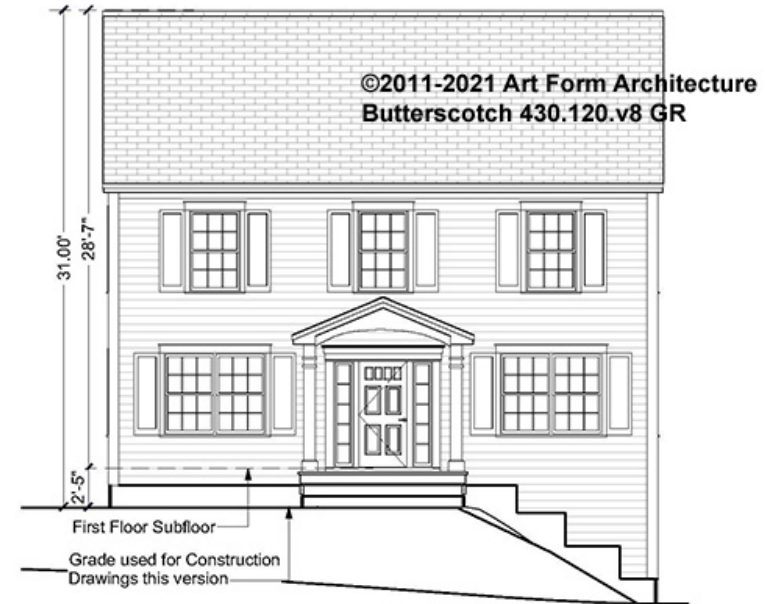 ©2011-2021 Art Form Architecture
Butterscotch 430.120.v8 GR
31.00'
28'-7"
2'-5"
First Floor Subfloor
Grade used for Construction
Drawings this version